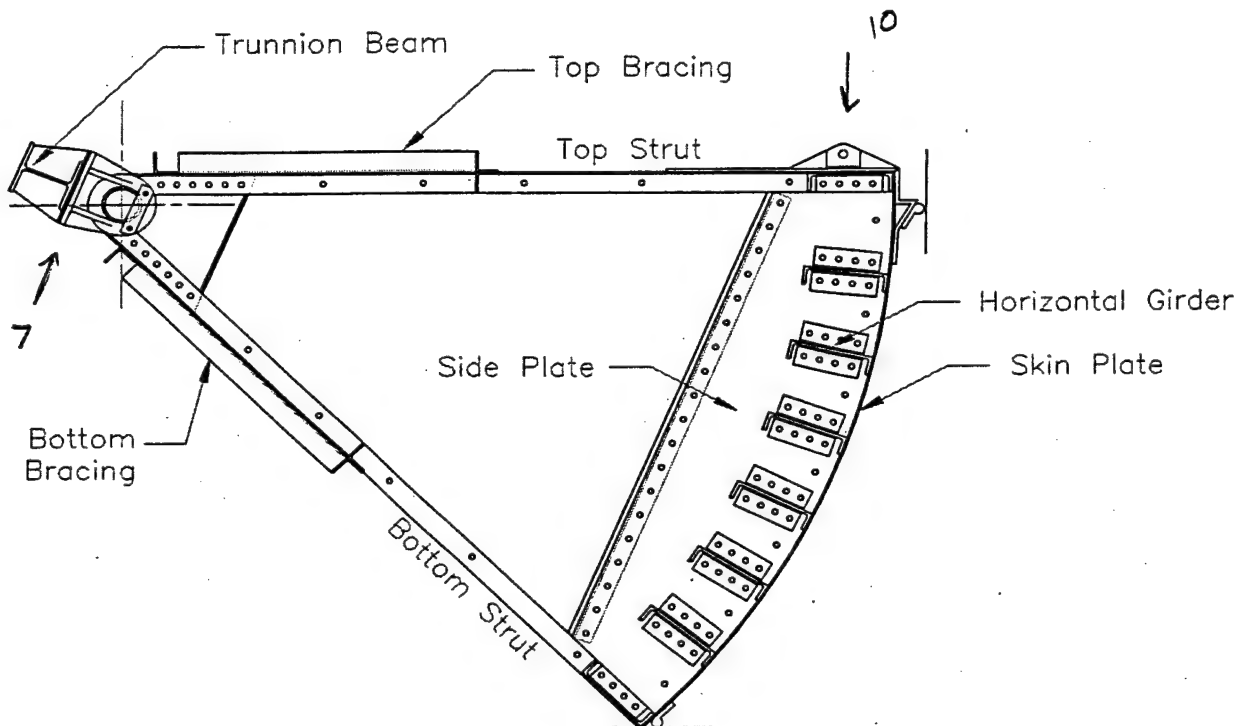 10
Trunnion Beam
Top Bracing
Top Strut
Horizontal Girder
7
Side Plate
Skin Plate
Bottom
Bracing
Bottom Strut